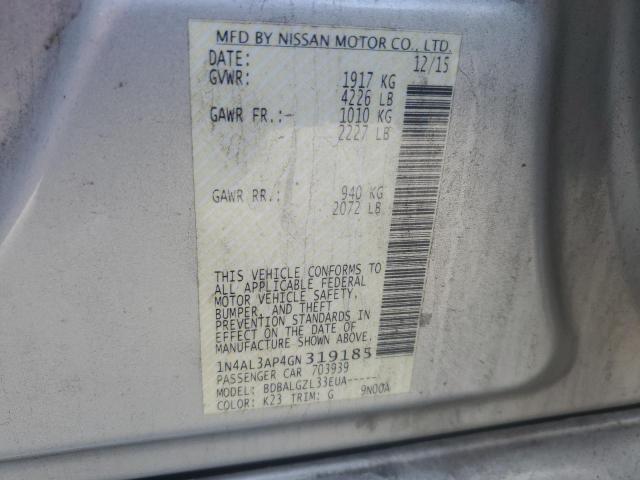 MFD BY NISSAN MOTOR CO., LTD.
DATE: 12/15
GVWR: 1917 KG
4226 LB
GAWR FR.:- 1010 KG
2227 LB
GAWR RR.: 940 KG
2072 LB
THIS VEHICLE CONFORMS TO
ALL APPLICABLE FEDERAL
MOTOR VEHICLE SAFETY,
BUMPER, AND THEFT
PREVENTION STANDARDS IN
EFFECT ON THE DATE OF
MANUFACTURE SHOWN ABOVE.
1N4AL3AP4GN319185
PASSENGER CAR 703939
MODEL: BDBALGZL33EUA-----
COLOR: K23 TRIM: G 9N00A